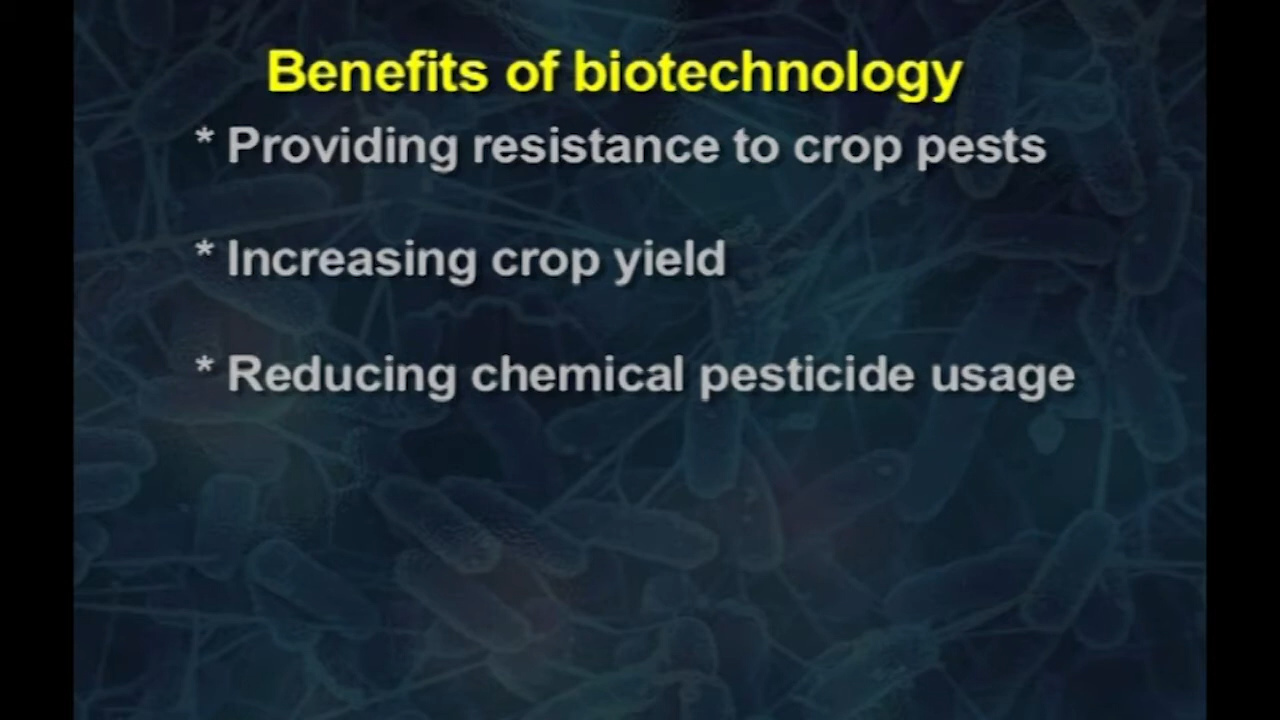 Benefits of biotechnology
* Providing resistance to crop pests
* Increasing crop yield
* Reducing chemical pesticide usage